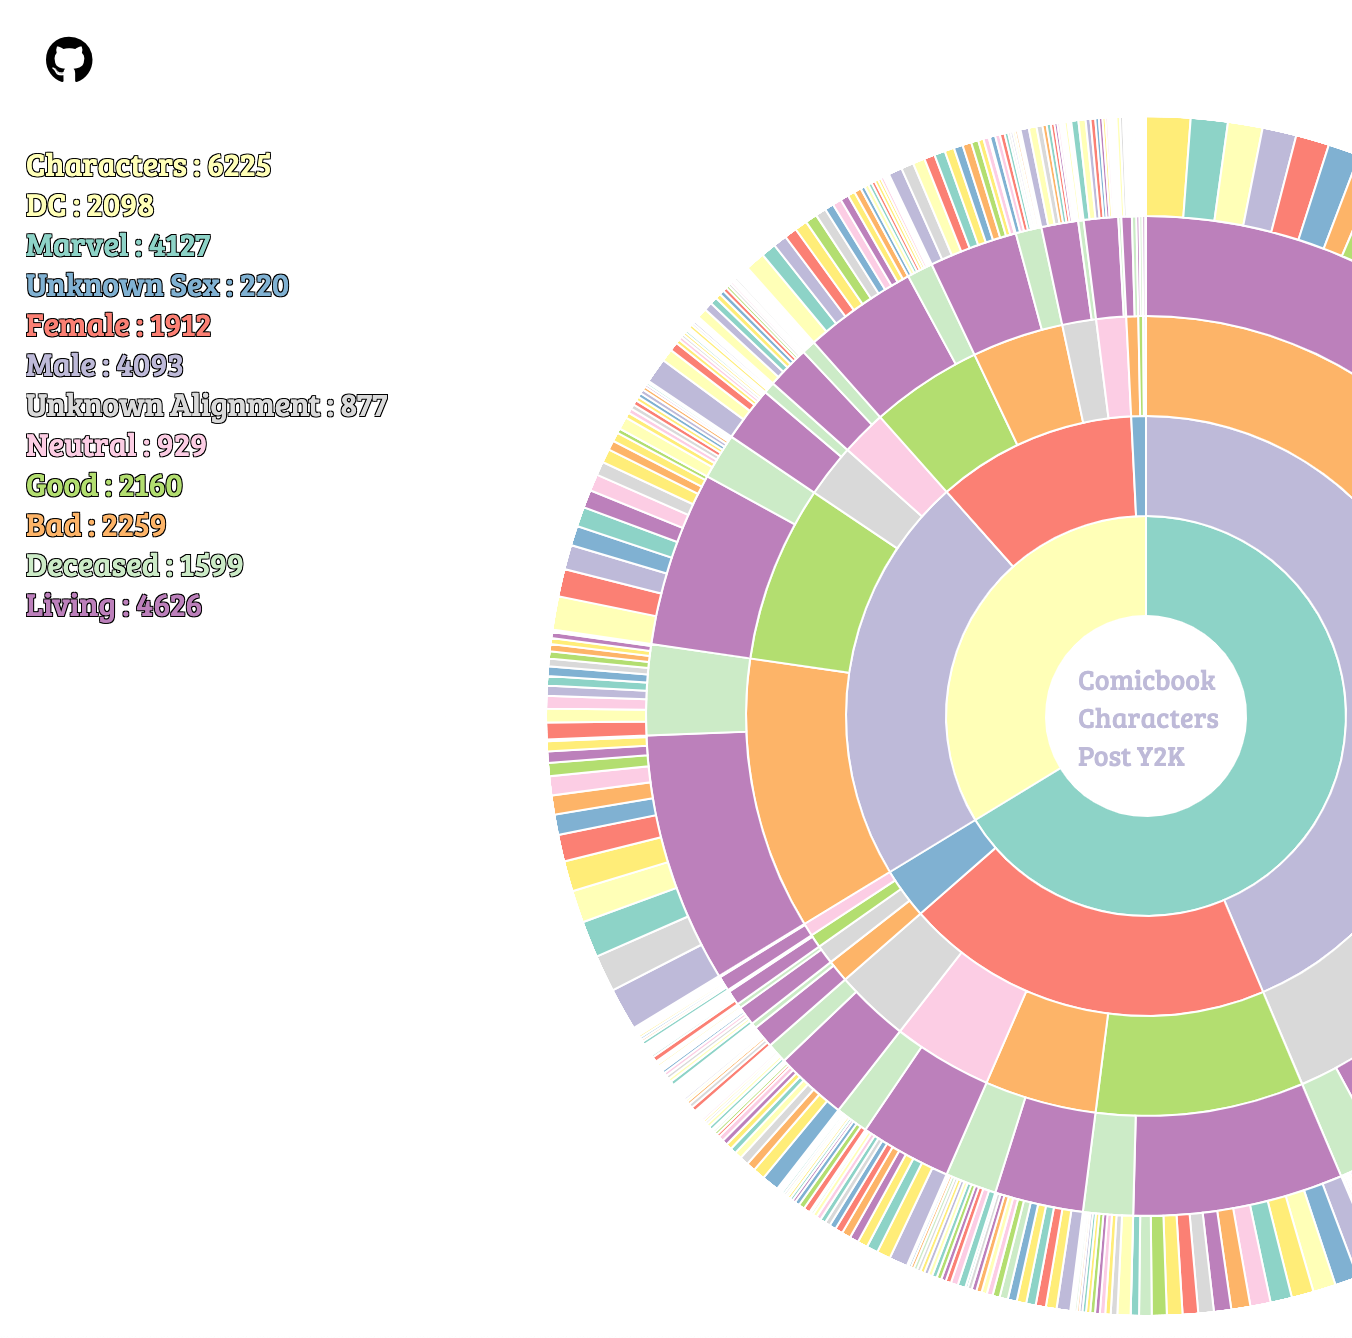 Characters : 6225
DC : 2098
Marvel : 4127
Unknown Sex : 220
Female : 1912
Male : 4093
Unknown Alignment : 877
Neutral : 929
Good : 2160
Bad : 2259
Deceased : 1599
Living : 4626
Comicbook
Characters
Post Y2K